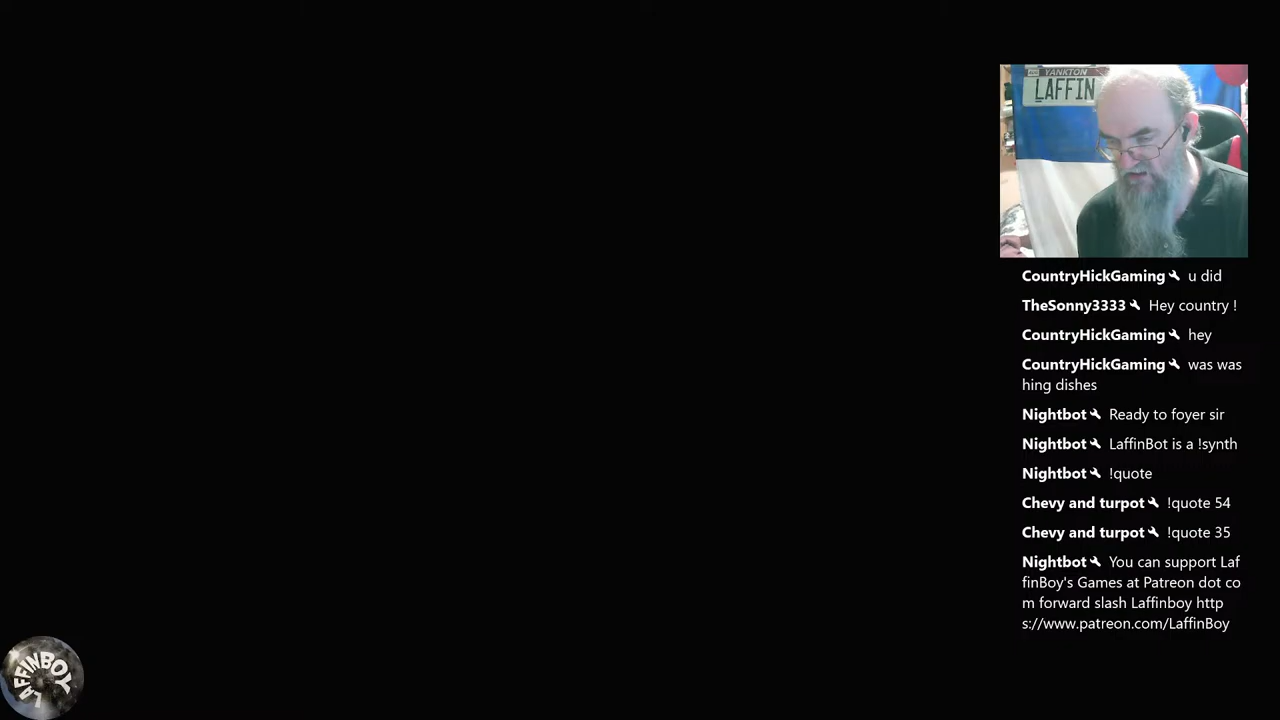 YANKTON
LAFFIN
CountryHickGaming u did
TheSonny3333 Hey country !
CountryHickGaming hey
CountryHickGaming was was
hing dishes
Nightbot Ready to foyer sir
Nightbot LaffinBot is a !synth
Nightbot !quote
Chevy and turpot !quote 54
Chevy and turpot !quote 35
Nightbot You can support Laf
finBoy's Games at Patreon dot co
m forward slash Laffinboy http
s://www.patreon.com/LaffinBoy
LAFFINBOY